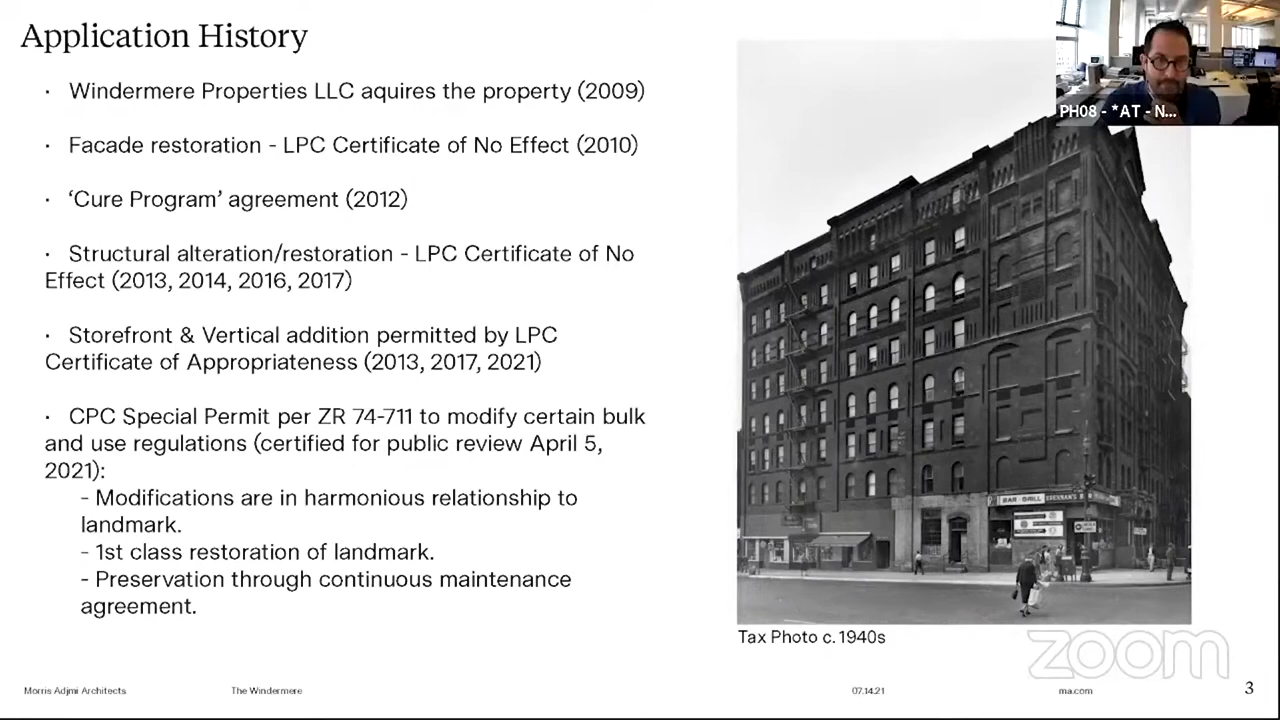 Application History
· Windermere Properties LLC aquires the property (2009)
· Facade restoration - LPC Certificate of No Effect (2010)
· ‘Cure Program’ agreement (2012)
· Structural alteration/restoration - LPC Certificate of No
Effect (2013, 2014, 2016, 2017)
· Storefront & Vertical addition permitted by LPC
Certificate of Appropriateness (2013, 2017, 2021)
· CPC Special Permit per ZR 74-711 to modify certain bulk
and use regulations (certified for public review April 5,
2021):
- Modifications are in harmonious relationship to
landmark.
- 1st class restoration of landmark.
- Preservation through continuous maintenance
agreement.
PH08 - *AT - N...
BAR - GRILL
Tax Photo c. 1940s
zoom
Morris Adjmi Architects
The Windermere
07.14.21
ma.com
3